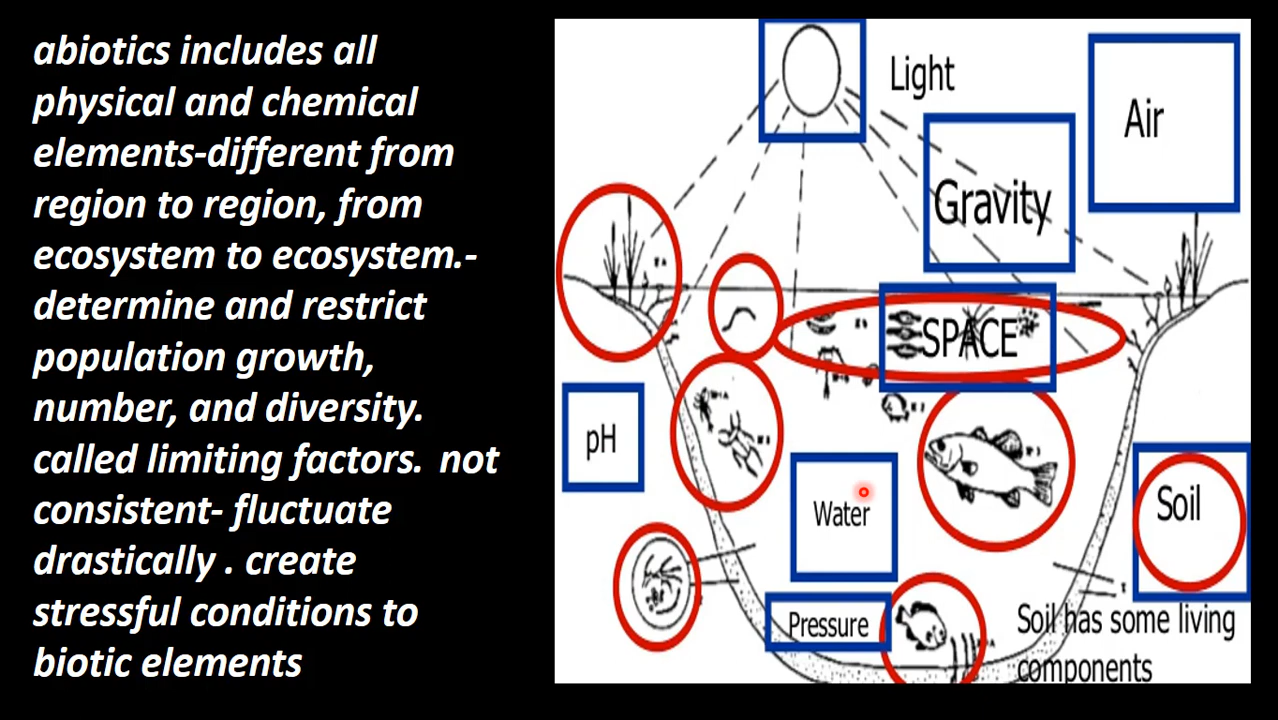 abiotics includes all
physical and chemical
elements-different from
region to region, from
ecosystem to ecosystem.-
determine and restrict
population growth,
number, and diversity.
called limiting factors. not
consistent- fluctuate
drastically . create
stressful conditions to
biotic elements
Light
Air
Gravity
SPACE
pH
Water
Soil
Pressure
Soil has some living
components